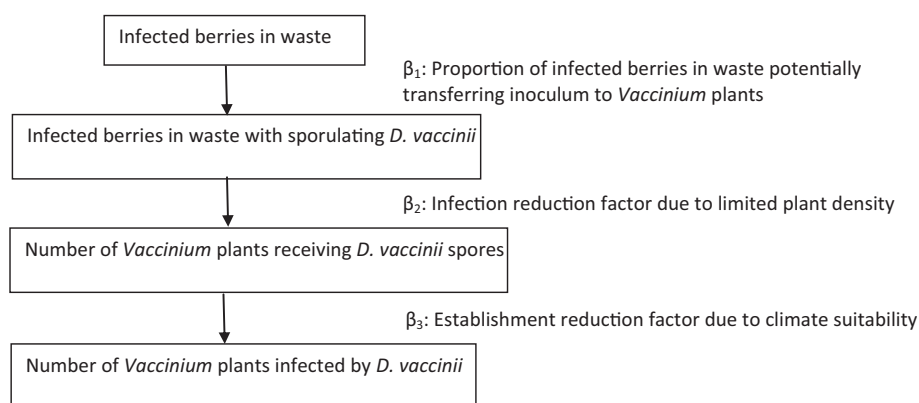 Infected berries in waste
β₁: Proportion of infected berries in waste potentially
transferring inoculum to Vaccinium plants
Infected berries in waste with sporulating D. vaccinii
β₂: Infection reduction factor due to limited plant density
Number of Vaccinium plants receiving D. vaccinii spores
β₃: Establishment reduction factor due to climate suitability
Number of Vaccinium plants infected by D. vaccinii